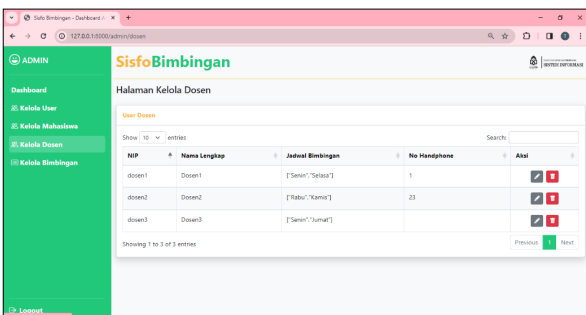 Sisfo Bimbingan - Dashboard A
127.0.0.1:8000/admin/dosen
ADMIN
SisfoBimbingan
SISTEM INFORMASI
Dashboard
Kelola User
Kelola Mahasiswa
Kelola Dosen
Kelola Bimbingan
Logout
Halaman Kelola Dosen
User Dosen
Show 10 entries
Search:
NIP Nama Lengkap Jadwal Bimbingan No Handphone Aksi
dosen1 Dosen1 ["Senin","Selasa"] 1
dosen2 Dosen2 ["Rabu","Kamis"] 23
dosen3 Dosen3 ["Senin","Jumat"]
Showing 1 to 3 of 3 entries
Previous 1 Next